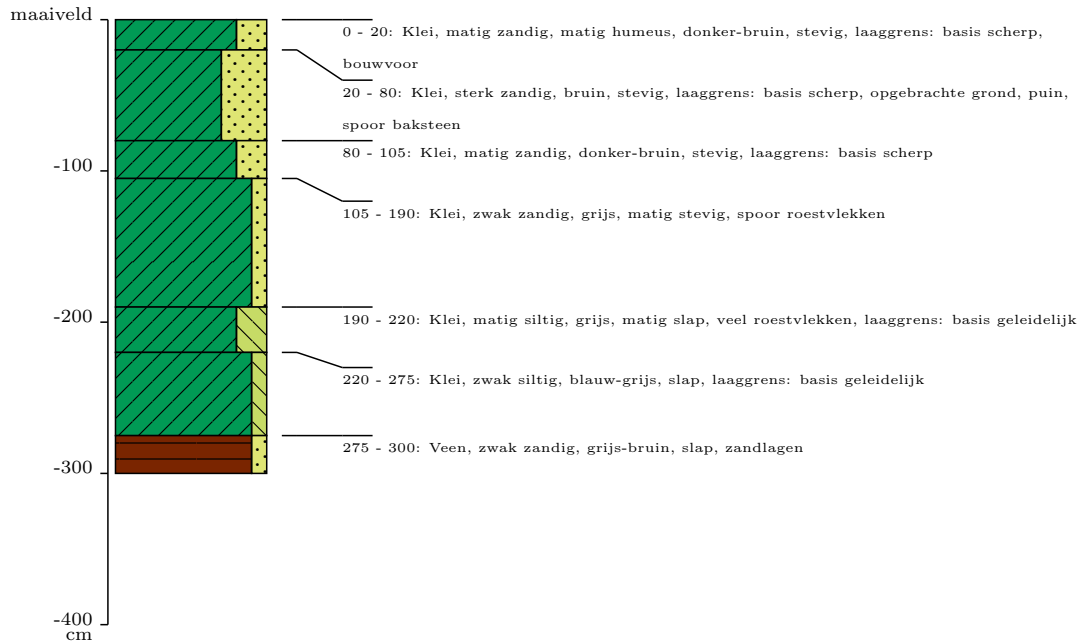 maaiveld
0 - 20: Klei, matig zandig, matig humeus, donker-bruin, stevig, laaggrens: basis scherp,
bouwvoor
20 - 80: Klei, sterk zandig, bruin, stevig, laaggrens: basis scherp, opgebrachte grond, puin,
spoor baksteen
80 - 105: Klei, matig zandig, donker-bruin, stevig, laaggrens: basis scherp
-100
105 - 190: Klei, zwak zandig, grijs, matig stevig, spoor roestvlekken
-200
190 - 220: Klei, matig siltig, grijs, matig slap, veel roestvlekken, laaggrens: basis geleidelijk
220 - 275: Klei, zwak siltig, blauw-grijs, slap, laaggrens: basis geleidelijk
275 - 300: Veen, zwak zandig, grijs-bruin, slap, zandlagen
-300
-400
cm